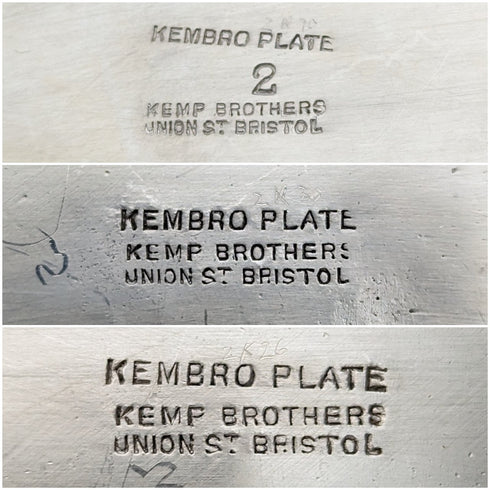 KEMBRO PLATE
2
KEMP BROTHERS
UNION ST BRISTOL
KEMBRO PLATE
KEMP BROTHERS
UNION ST BRISTOL
2K26
KEMBRO PLATE
KEMP BROTHERS
UNION ST BRISTOL